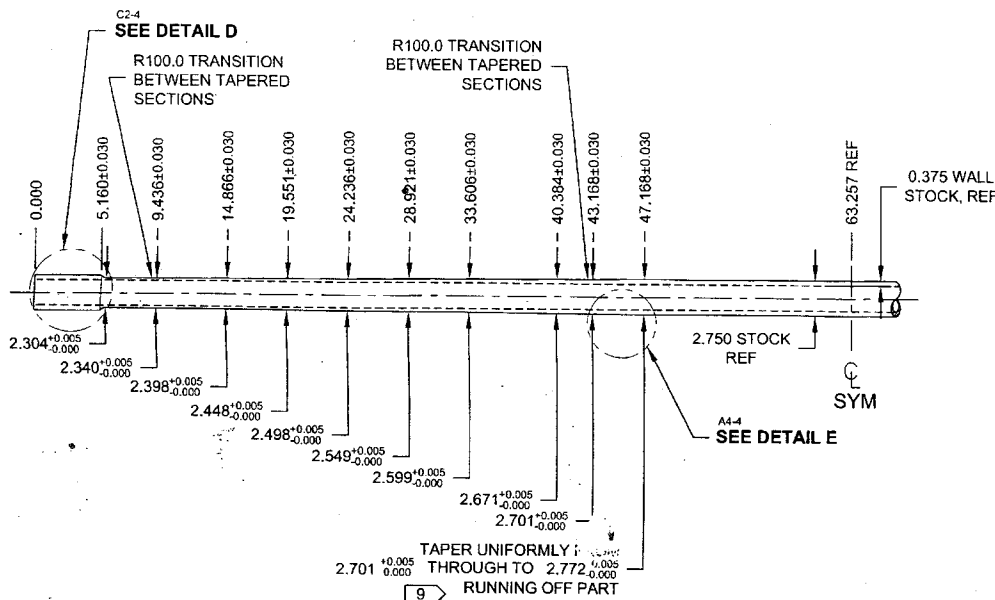 C2-4
SEE DETAIL D
R100.0 TRANSITION
BETWEEN TAPERED
SECTIONS
R100.0 TRANSITION
BETWEEN TAPERED
SECTIONS
0.000
5.160±0.030
9.436±0.030
14.866±0.030
19.551±0.030
24.236±0.030
28.921±0.030
33.606±0.030
40.384±0.030
43.168±0.030
47.168±0.030
63.257 REF
0.375 WALL
STOCK, REF
2.304 +0.005 -0.000
2.340 +0.005 -0.000
2.398 +0.005 -0.000
2.448 +0.005 -0.000
2.498 +0.005 -0.000
2.549 +0.005 -0.000
2.599 +0.005 -0.000
2.671 +0.005 -0.000
2.701 +0.005 -0.000
2.750 STOCK
REF
CL
SYM
A4-4
SEE DETAIL E
TAPER UNIFORMLY
2.701 +0.005 0.000 THROUGH TO 2.772 +0.005 -0.000
9 RUNNING OFF PART